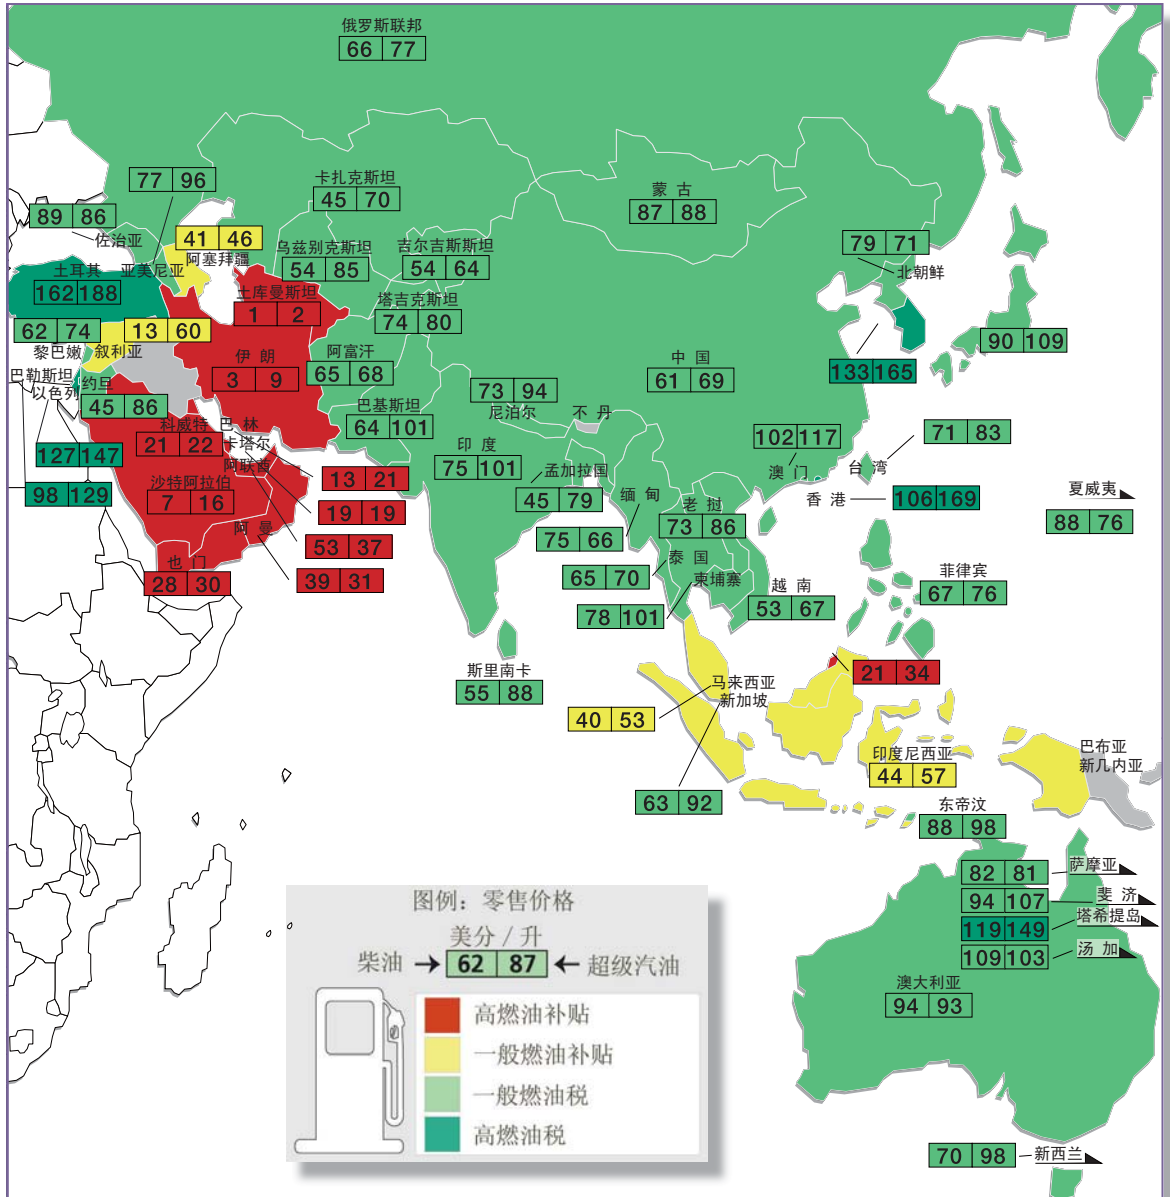 俄罗斯联邦
66 77
77 96
卡扎克斯坦
45 70
蒙古
87 88
89 86
佐治亚
41 46
阿塞拜疆
乌兹别克斯坦
54 85
吉尔吉斯斯坦
54 64
79 71
北朝鲜
土耳其
162 188
亚美尼亚
土库曼斯坦
1 2
塔吉克斯坦
74 80
62 74
黎巴嫩
13 60
叙利亚
伊朗
3 9
阿富汗
65 68
中国
61 69
133 165
90 109
巴勒斯坦
以色列
约旦
45 86
73 94
尼泊尔
不丹
巴基斯坦
64 101
科威特
21 22
巴林
卡塔尔
阿联酋
印度
75 101
102 117
澳门
71 83
台湾
127 147
98 129
沙特阿拉伯
7 16
13 21
19 19
孟加拉国
45 79
缅甸
老挝
73 86
香港
106 169
夏威夷
88 76
阿曼
53 37
39 31
75 66
也门
28 30
泰国
65 70
柬埔寨
78 101
越南
53 67
菲律宾
67 76
斯里南卡
55 88
马来西亚
新加坡
40 53
21 34
63 92
印度尼西亚
44 57
巴布亚
新几内亚
东帝汶
88 98
82 81
萨摩亚
94 107
斐济
119 149
塔希提岛
109 103
汤加
澳大利亚
94 93
70 98
新西兰
图例：零售价格
美分 / 升
柴油 → 62 87 ← 超级汽油
高燃油补贴
一般燃油补贴
一般燃油税
高燃油税